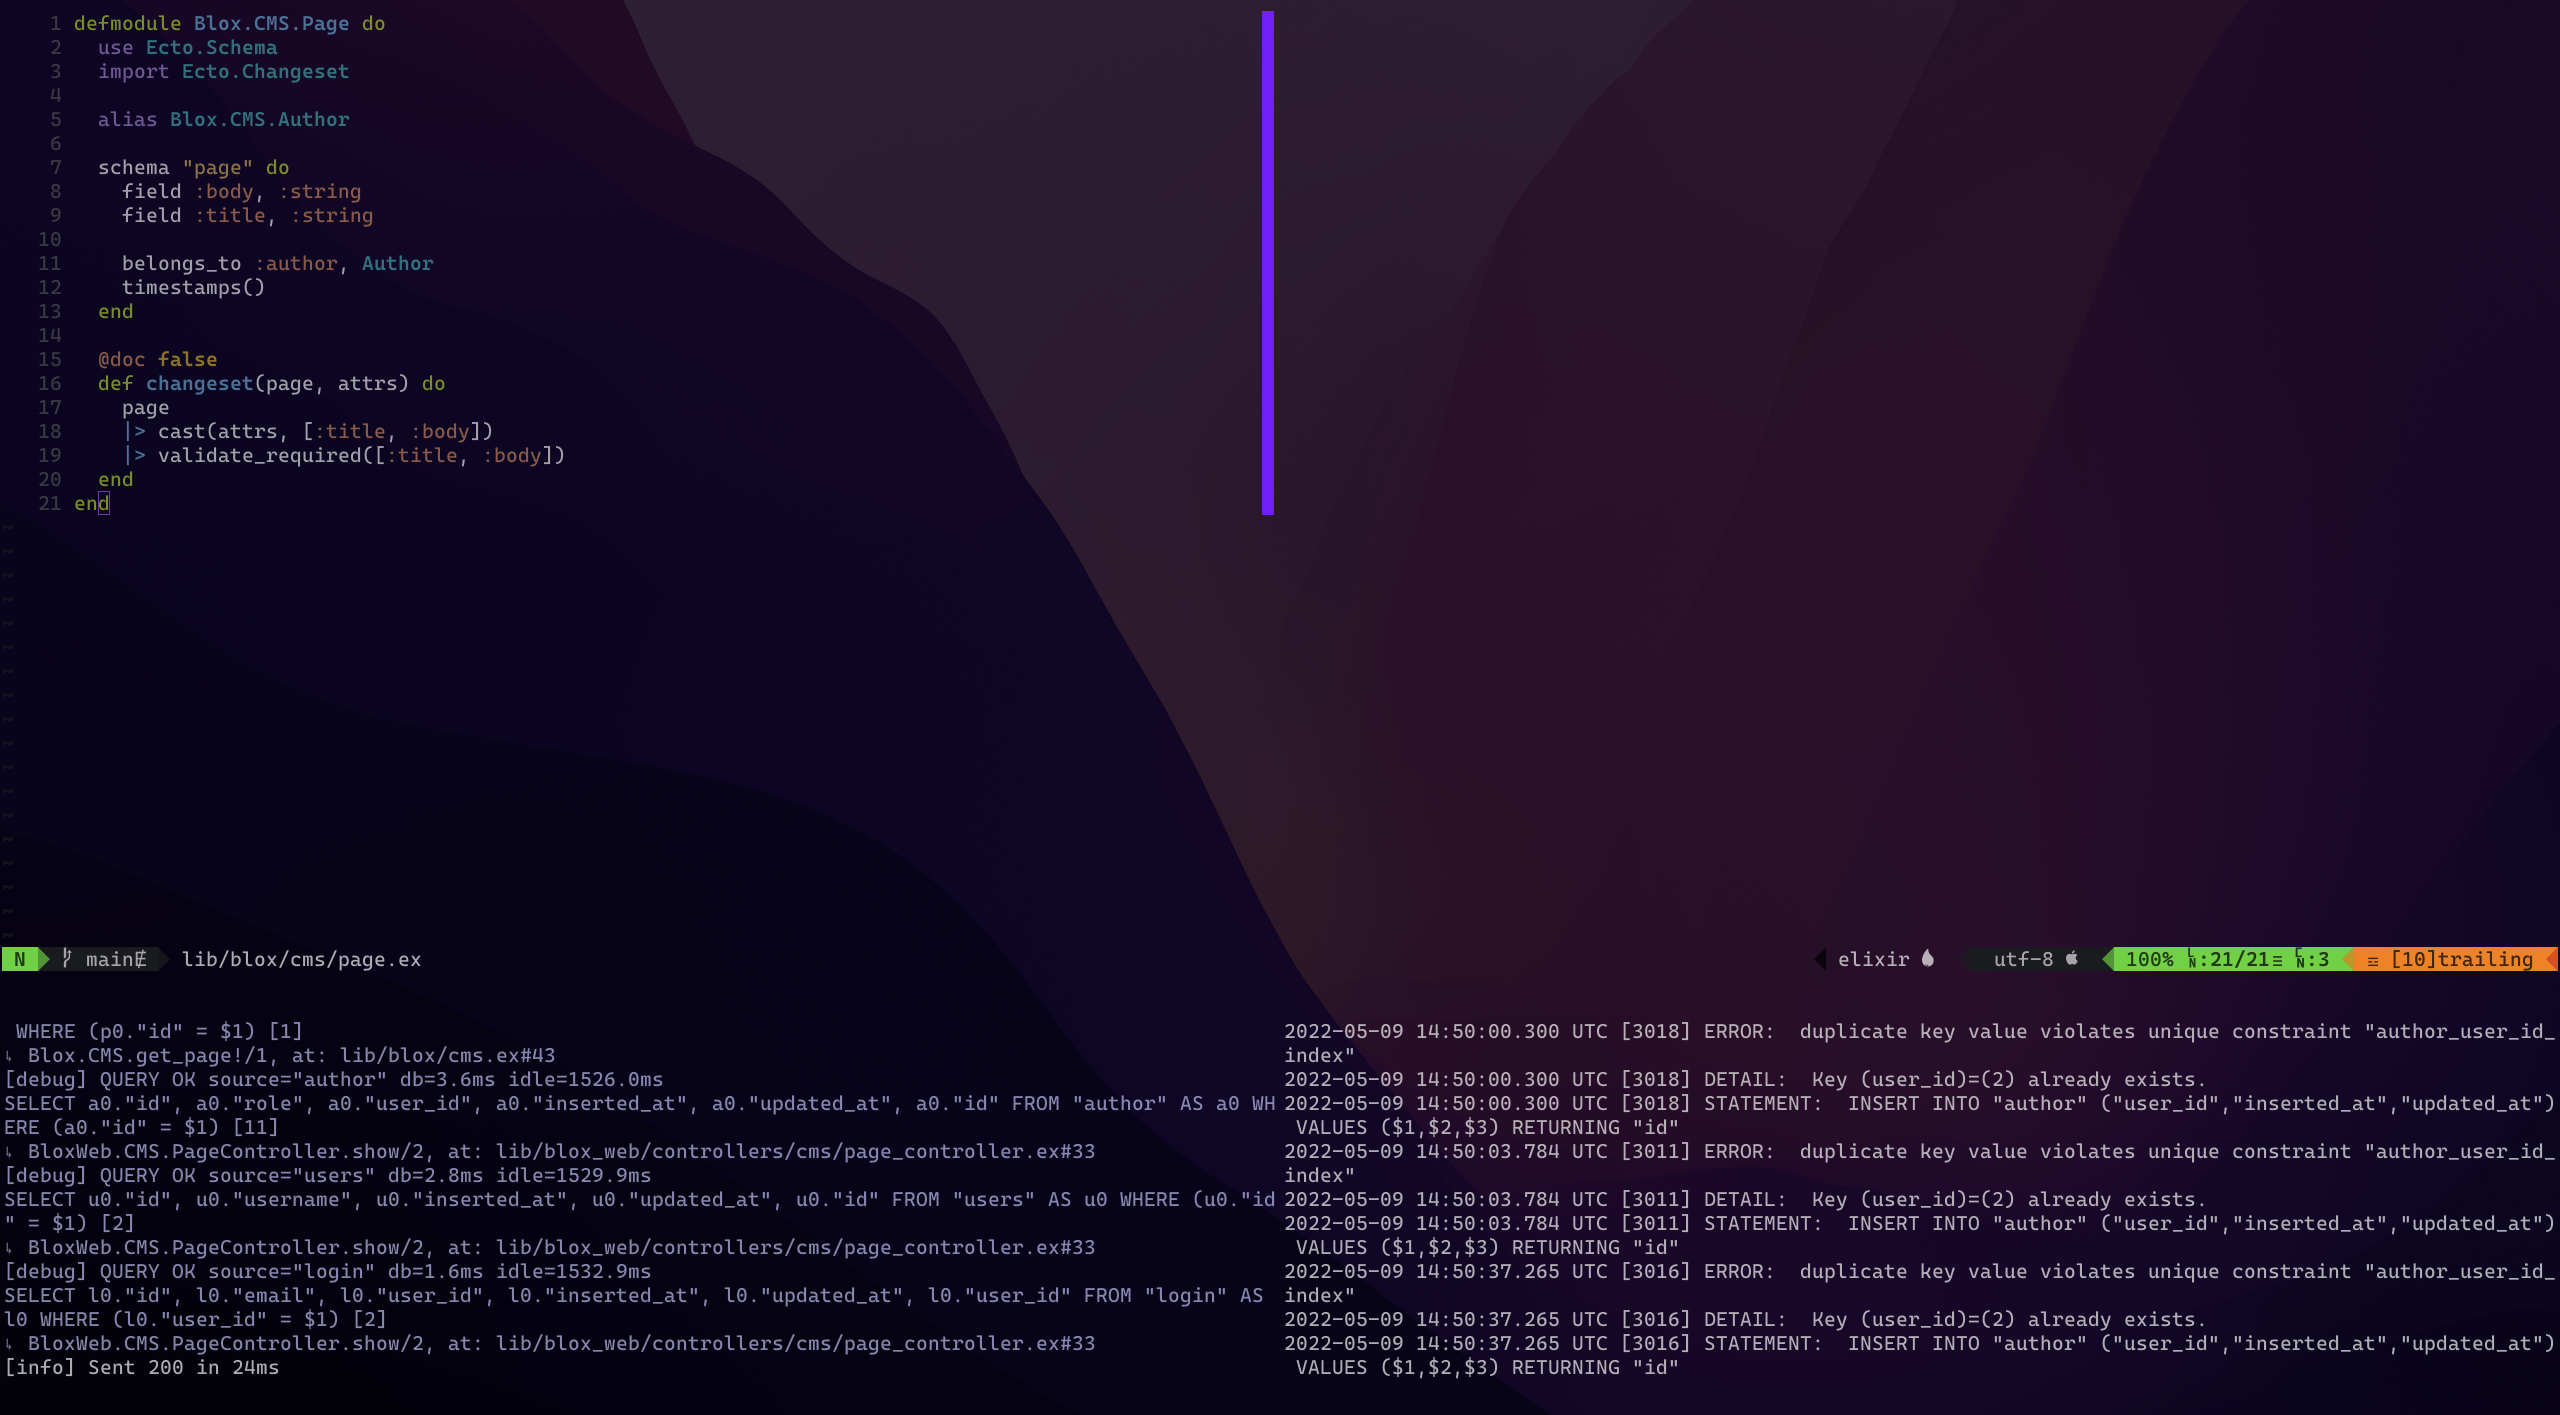 1 defmodule Blox.CMS.Page do
2   use Ecto.Schema
3   import Ecto.Changeset
4
5   alias Blox.CMS.Author
6
7   schema "page" do
8     field :body, :string
9     field :title, :string
10
11     belongs_to :author, Author
12     timestamps()
13   end
14
15   @doc false
16   def changeset(page, attrs) do
17     page
18     |> cast(attrs, [:title, :body])
19     |> validate_required([:title, :body])
20   end
21 end
N main lib/blox/cms/page.ex elixir utf-8 100% :21/21 :3 [10]trailing
WHERE (p0."id" = $1) [1]
↳ Blox.CMS.get_page!/1, at: lib/blox/cms.ex#43
[debug] QUERY OK source="author" db=3.6ms idle=1526.0ms
SELECT a0."id", a0."role", a0."user_id", a0."inserted_at", a0."updated_at", a0."id" FROM "author" AS a0 WH
ERE (a0."id" = $1) [11]
↳ BloxWeb.CMS.PageController.show/2, at: lib/blox_web/controllers/cms/page_controller.ex#33
[debug] QUERY OK source="users" db=2.8ms idle=1529.9ms
SELECT u0."id", u0."username", u0."inserted_at", u0."updated_at", u0."id" FROM "users" AS u0 WHERE (u0."id
" = $1) [2]
↳ BloxWeb.CMS.PageController.show/2, at: lib/blox_web/controllers/cms/page_controller.ex#33
[debug] QUERY OK source="login" db=1.6ms idle=1532.9ms
SELECT l0."id", l0."email", l0."user_id", l0."inserted_at", l0."updated_at", l0."user_id" FROM "login" AS
l0 WHERE (l0."user_id" = $1) [2]
↳ BloxWeb.CMS.PageController.show/2, at: lib/blox_web/controllers/cms/page_controller.ex#33
[info] Sent 200 in 24ms
2022-05-09 14:50:00.300 UTC [3018] ERROR:  duplicate key value violates unique constraint "author_user_id_
index"
2022-05-09 14:50:00.300 UTC [3018] DETAIL:  Key (user_id)=(2) already exists.
2022-05-09 14:50:00.300 UTC [3018] STATEMENT:  INSERT INTO "author" ("user_id","inserted_at","updated_at")
VALUES ($1,$2,$3) RETURNING "id"
2022-05-09 14:50:03.784 UTC [3011] ERROR:  duplicate key value violates unique constraint "author_user_id_
index"
2022-05-09 14:50:03.784 UTC [3011] DETAIL:  Key (user_id)=(2) already exists.
2022-05-09 14:50:03.784 UTC [3011] STATEMENT:  INSERT INTO "author" ("user_id","inserted_at","updated_at")
VALUES ($1,$2,$3) RETURNING "id"
2022-05-09 14:50:37.265 UTC [3016] ERROR:  duplicate key value violates unique constraint "author_user_id_
index"
2022-05-09 14:50:37.265 UTC [3016] DETAIL:  Key (user_id)=(2) already exists.
2022-05-09 14:50:37.265 UTC [3016] STATEMENT:  INSERT INTO "author" ("user_id","inserted_at","updated_at")
VALUES ($1,$2,$3) RETURNING "id"